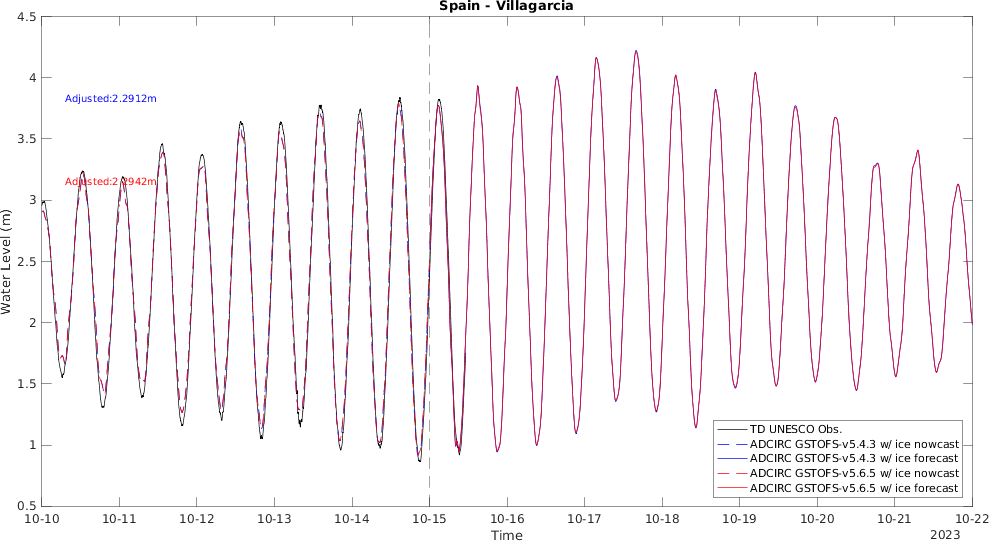 Spain - Villagarcia
4.5
4
3.5
3
2.5
2
1.5
1
0.5
Water Level (m)
Adjusted:2.2912m
Adjusted:2.2942m
TD UNESCO Obs.
ADCIRC GSTOFS-v5.4.3 w/ ice nowcast
ADCIRC GSTOFS-v5.4.3 w/ ice forecast
ADCIRC GSTOFS-v5.6.5 w/ ice nowcast
ADCIRC GSTOFS-v5.6.5 w/ ice forecast
10-10 10-11 10-12 10-13 10-14 10-15 10-16 10-17 10-18 10-19 10-20 10-21 10-22
Time
2023